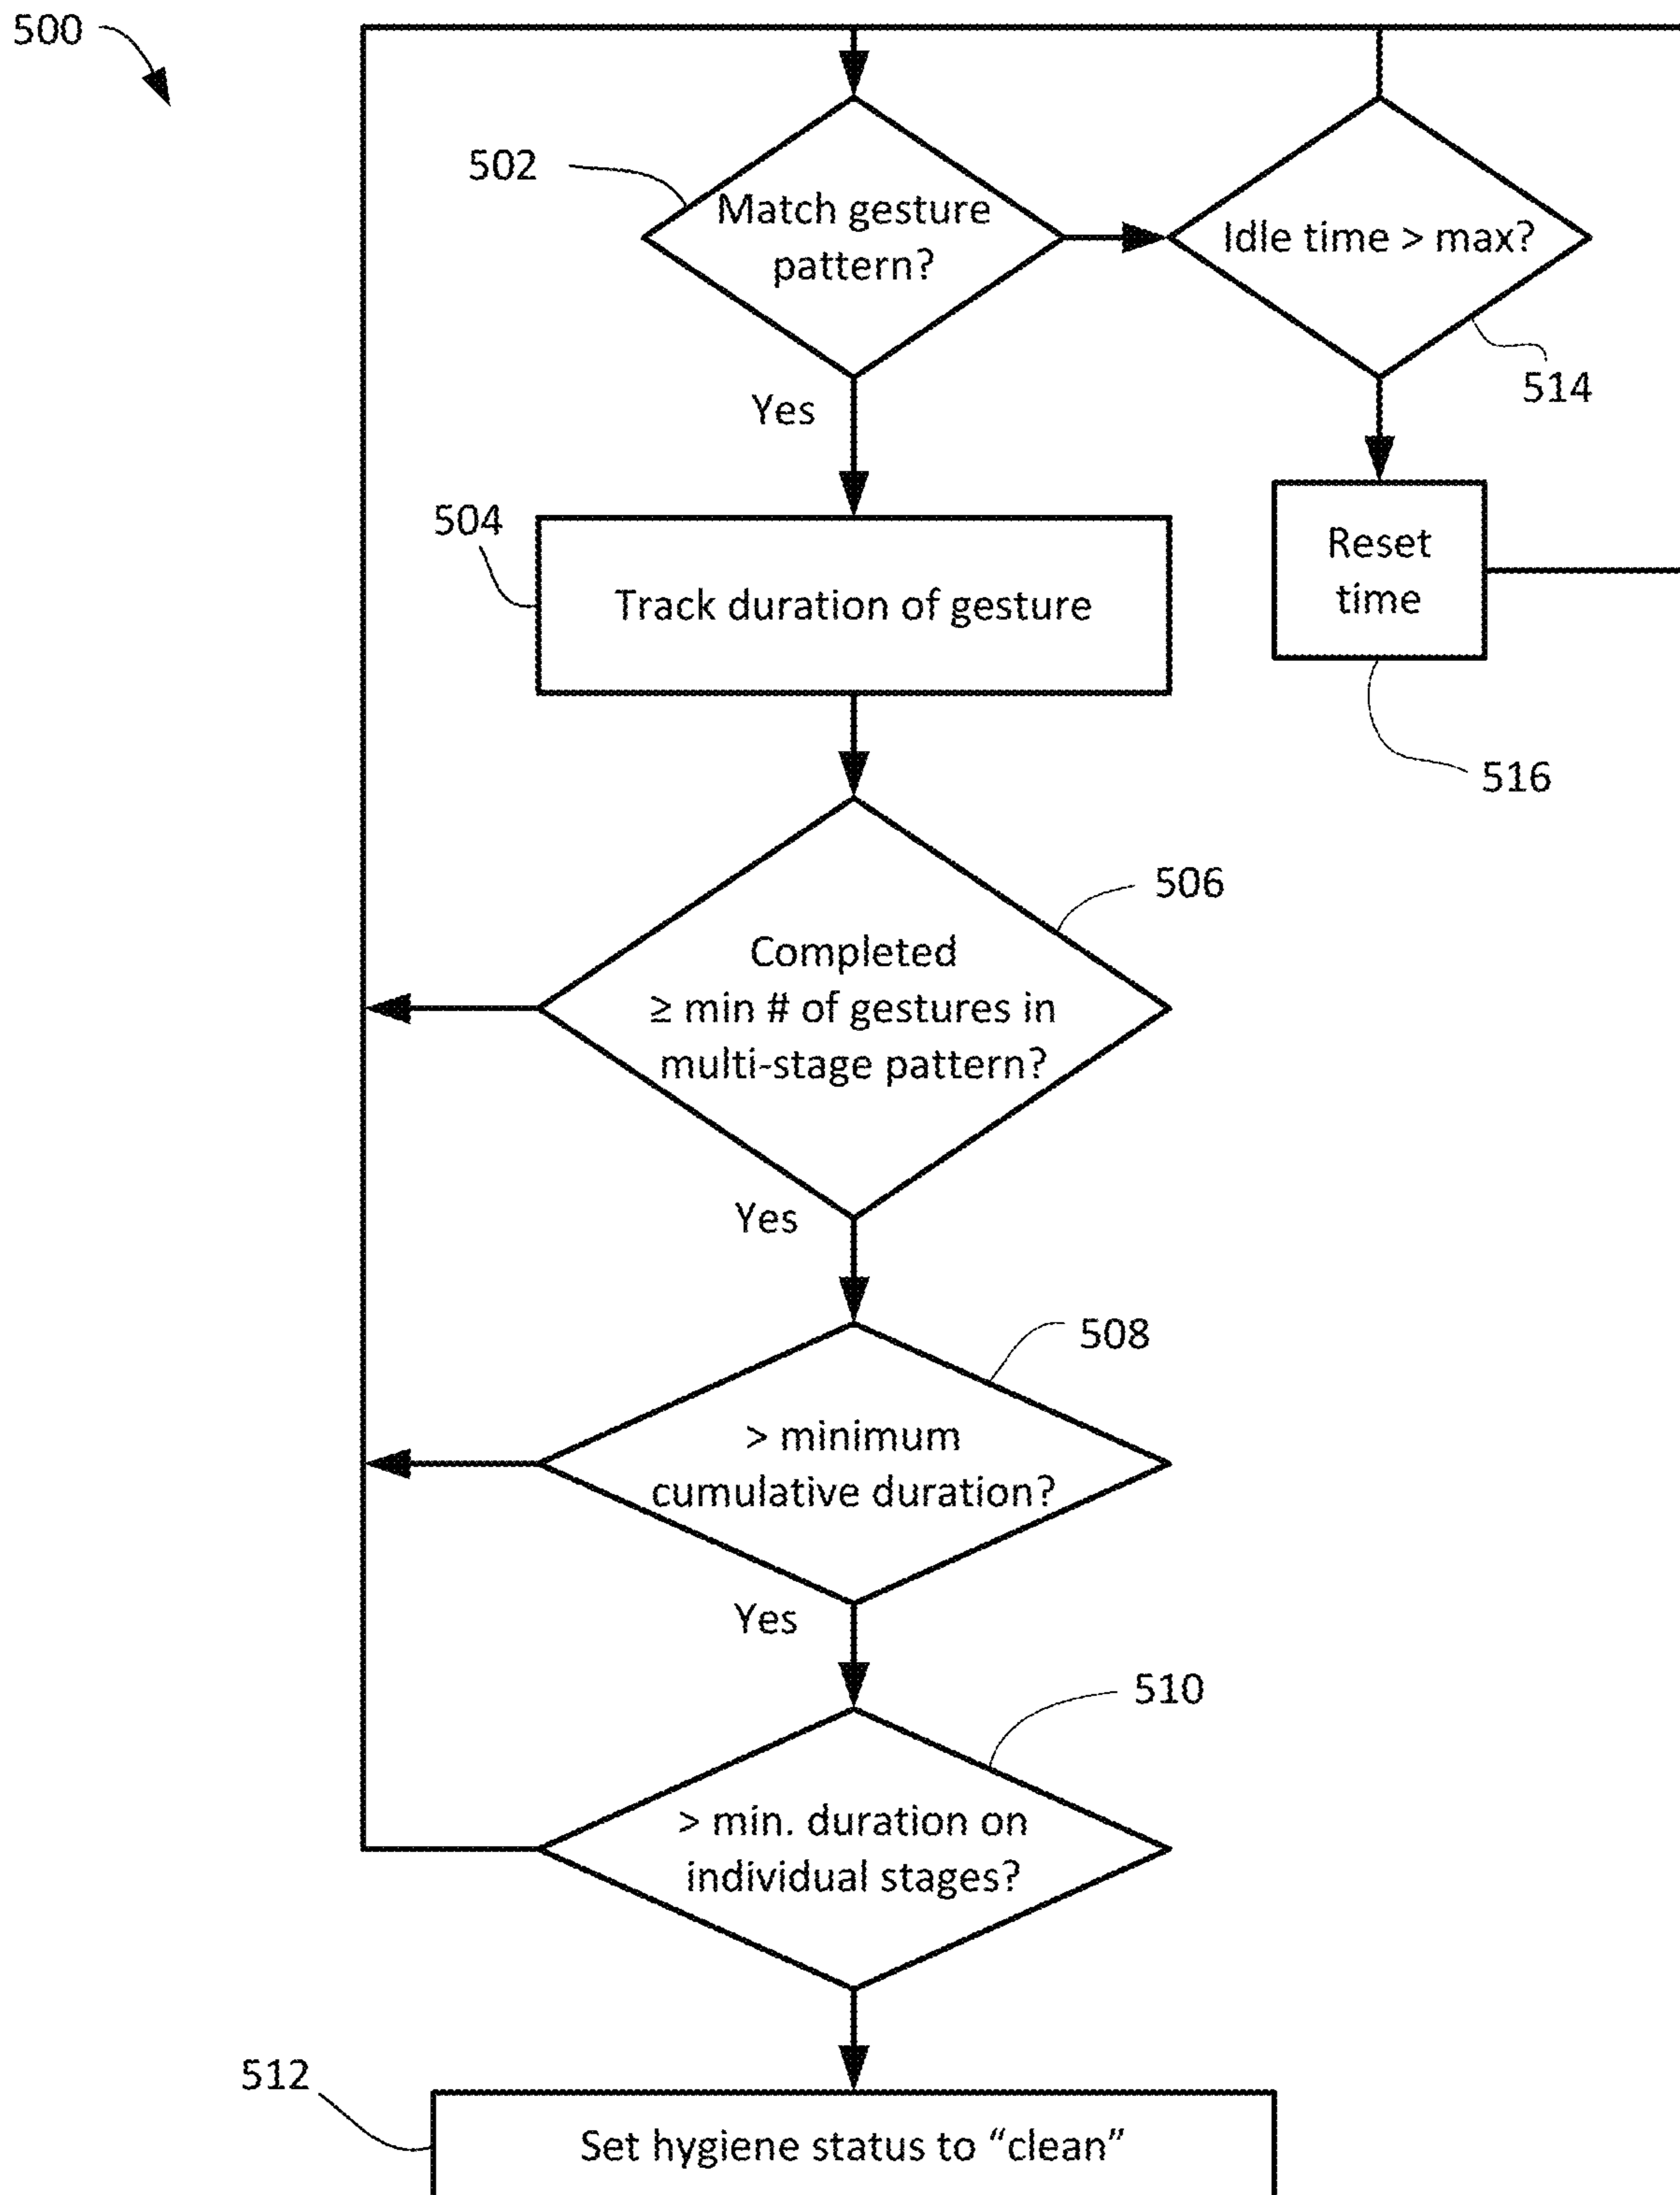 500
502
Match gesture
pattern?
Idle time > max?
514
Yes
504
Track duration of gesture
Reset
time
516
506
Completed
≥ min # of gestures in
multi-stage pattern?
Yes
508
> minimum
cumulative duration?
Yes
510
> min. duration on
individual stages?
512
Set hygiene status to “clean”